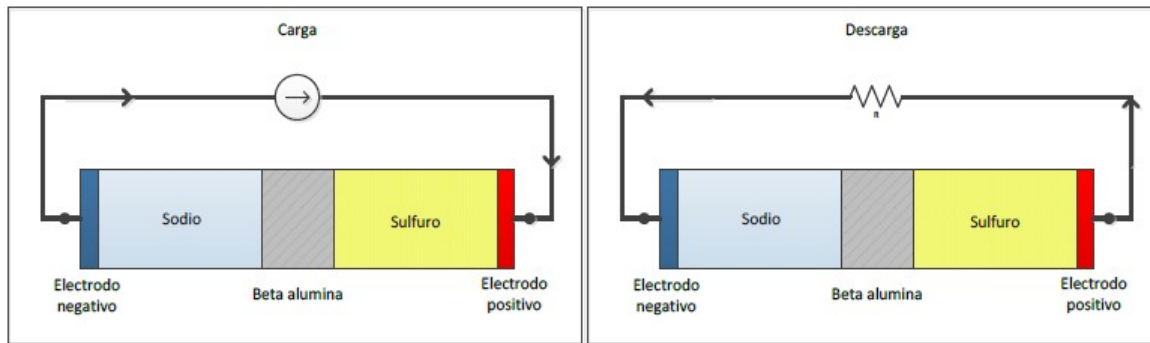 Carga
Sodio
Sulfuro
Electrodo
negativo
Beta alumina
Electrodo
positivo
Descarga
R
Sodio
Sulfuro
Electrodo
negativo
Beta alumina
Electrodo
positivo